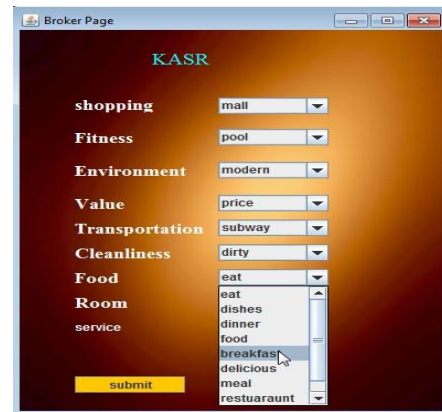 Broker Page
KASR
shopping mall
Fitness pool
Environment modern
Value price
Transportation subway
Cleanliness dirty
Food eat
Room eat
dishes
service dinner
food
breakfast
delicious
submit meal
restuaraunt